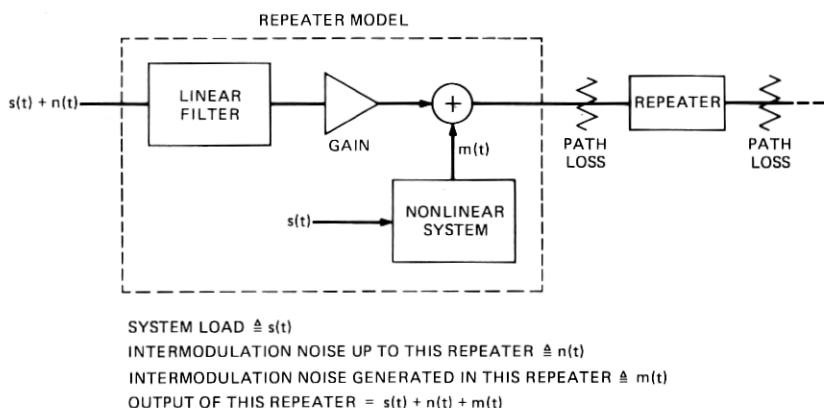 REPEATER MODEL
s(t) + n(t)
LINEAR
FILTER
GAIN
+
m(t)
s(t)
NONLINEAR
SYSTEM
PATH
LOSS
REPEATER
PATH
LOSS
SYSTEM LOAD ≜ s(t)
INTERMODULATION NOISE UP TO THIS REPEATER ≜ n(t)
INTERMODULATION NOISE GENERATED IN THIS REPEATER ≜ m(t)
OUTPUT OF THIS REPEATER = s(t) + n(t) + m(t)